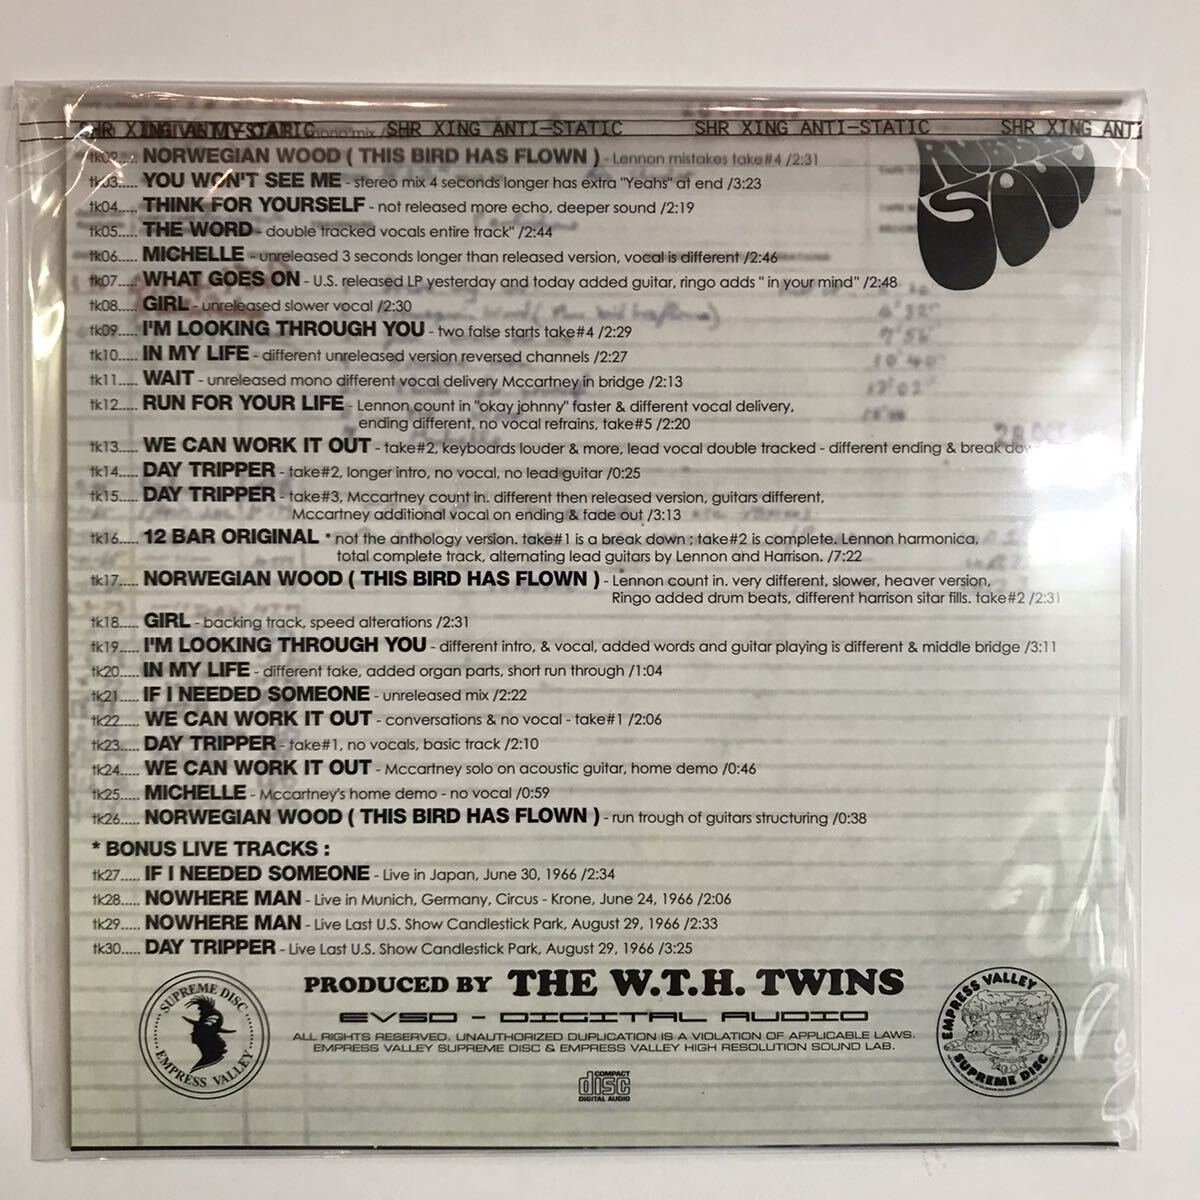 SHR XING ANTI-STATIC SHR XING ANTI-STATIC SHR XING ANTI-STATIC SHR XING ANTI
mono mix
RUBBER SOUL
tk02..... NORWEGIAN WOOD ( THIS BIRD HAS FLOWN ) - Lennon mistakes take#4 /2:31
tk03..... YOU WON'T SEE ME - stereo mix 4 seconds longer has extra "Yeahs" at end /3:23
tk04..... THINK FOR YOURSELF - not released more echo, deeper sound /2:19
tk05..... THE WORD - double tracked vocals entire track" /2:44
tk06..... MICHELLE - unreleased 3 seconds longer than released version, vocal is different /2:46
tk07..... WHAT GOES ON - U.S. released LP yesterday and today added guitar, ringo adds " in your mind" /2:48
tk08..... GIRL - unreleased slower vocal /2:30
tk09..... I'M LOOKING THROUGH YOU - two false starts take#4 /2:29
tk10..... IN MY LIFE - different unreleased version reversed channels /2:27
tk11..... WAIT - unreleased mono different vocal delivery Mccartney in bridge /2:13
tk12..... RUN FOR YOUR LIFE - Lennon count in "okay johnny" faster & different vocal delivery,
ending different, no vocal refrains, take#5 /2:20
tk13..... WE CAN WORK IT OUT - take#2, keyboards louder & more, lead vocal double tracked - different ending & break
tk14..... DAY TRIPPER - take#2, longer intro, no vocal, no lead guitar /0:25
tk15..... DAY TRIPPER - take#3, Mccartney count in. different then released version, guitars different,
Mccartney additional vocal on ending & fade out /3:13
tk16..... 12 BAR ORIGINAL * not the anthology version. take#1 is a break down ; take#2 is complete. Lennon harmonica,
total complete track, alternating lead guitars by Lennon and Harrison. /7:22
tk17..... NORWEGIAN WOOD ( THIS BIRD HAS FLOWN ) - Lennon count in. very different, slower, heaver version,
Ringo added drum beats, different harrison sitar fills. take#2 /2:31
tk18..... GIRL - backing track, speed alterations /2:31
tk19..... I'M LOOKING THROUGH YOU - different intro, & vocal, added words and guitar playing is different & middle bridge /3:11
tk20..... IN MY LIFE - different take, added organ parts, short run through /1:04
tk21..... IF I NEEDED SOMEONE - unreleased mix /2:22
tk22..... WE CAN WORK IT OUT - conversations & no vocal - take#1 /2:06
tk23..... DAY TRIPPER - take#1, no vocals, basic track /2:10
tk24..... WE CAN WORK IT OUT - Mccartney solo on acoustic guitar, home demo /0:46
tk25..... MICHELLE - Mccartney's home demo - no vocal /0:59
tk26..... NORWEGIAN WOOD ( THIS BIRD HAS FLOWN ) - run trough of guitars structuring /0:38
* BONUS LIVE TRACKS :
tk27..... IF I NEEDED SOMEONE - Live in Japan, June 30, 1966 /2:34
tk28..... NOWHERE MAN - Live in Munich, Germany, Circus - Krone, June 24, 1966 /2:06
tk29..... NOWHERE MAN - Live Last U.S. Show Candlestick Park, August 29, 1966 /2:33
tk30..... DAY TRIPPER - Live Last U.S. Show Candlestick Park, August 29, 1966 /3:25
PRODUCED BY THE W.T.H. TWINS
EVSD - DIGITAL AUDIO
ALL RIGHTS RESERVED. UNAUTHORIZED DUPLICATION IS A VIOLATION OF APPLICABLE LAWS.
EMPRESS VALLEY SUPREME DISC & EMPRESS VALLEY HIGH RESOLUTION SOUND LAB.
SUPREME DISC
EMPRESS VALLEY
EMPRESS VALLEY
SUPREME DISC
COMPACT
disc
DIGITAL AUDIO